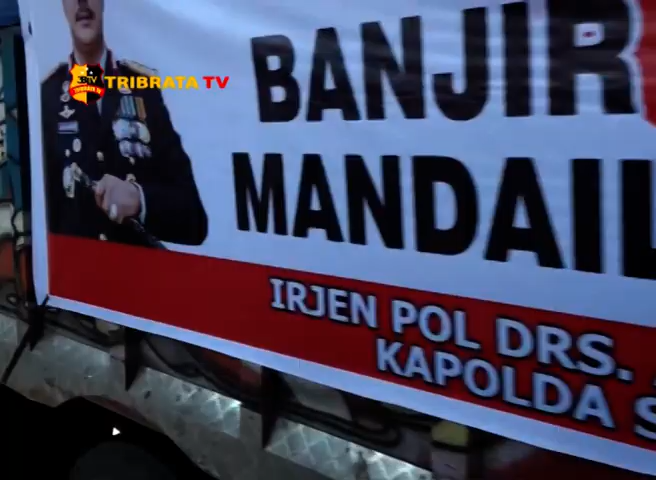 TRIBRATA TV
BANJIR
MANDAIL
IRJEN POL DRS.
KAPOLDA S